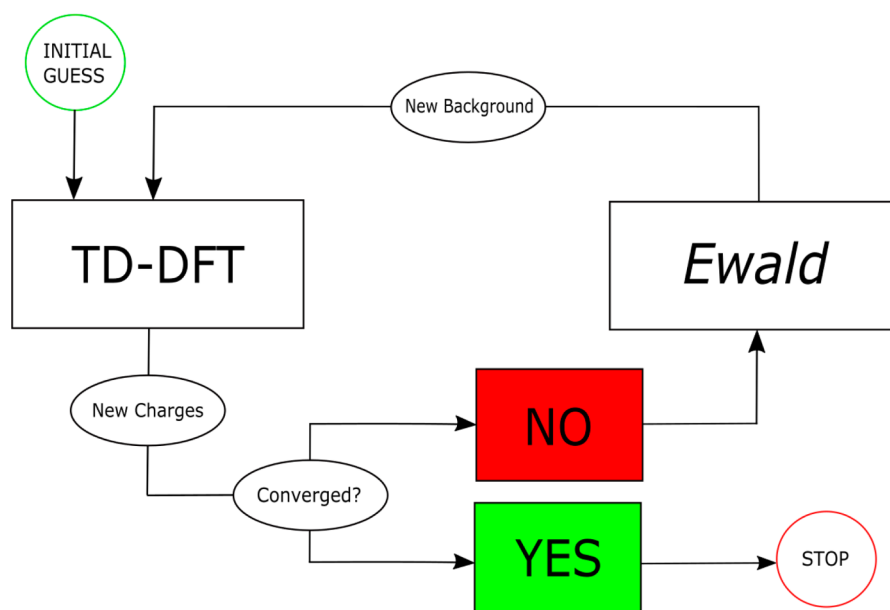 INITIAL
GUESS
New Background
TD-DFT
Ewald
New Charges
NO
Converged?
YES
STOP